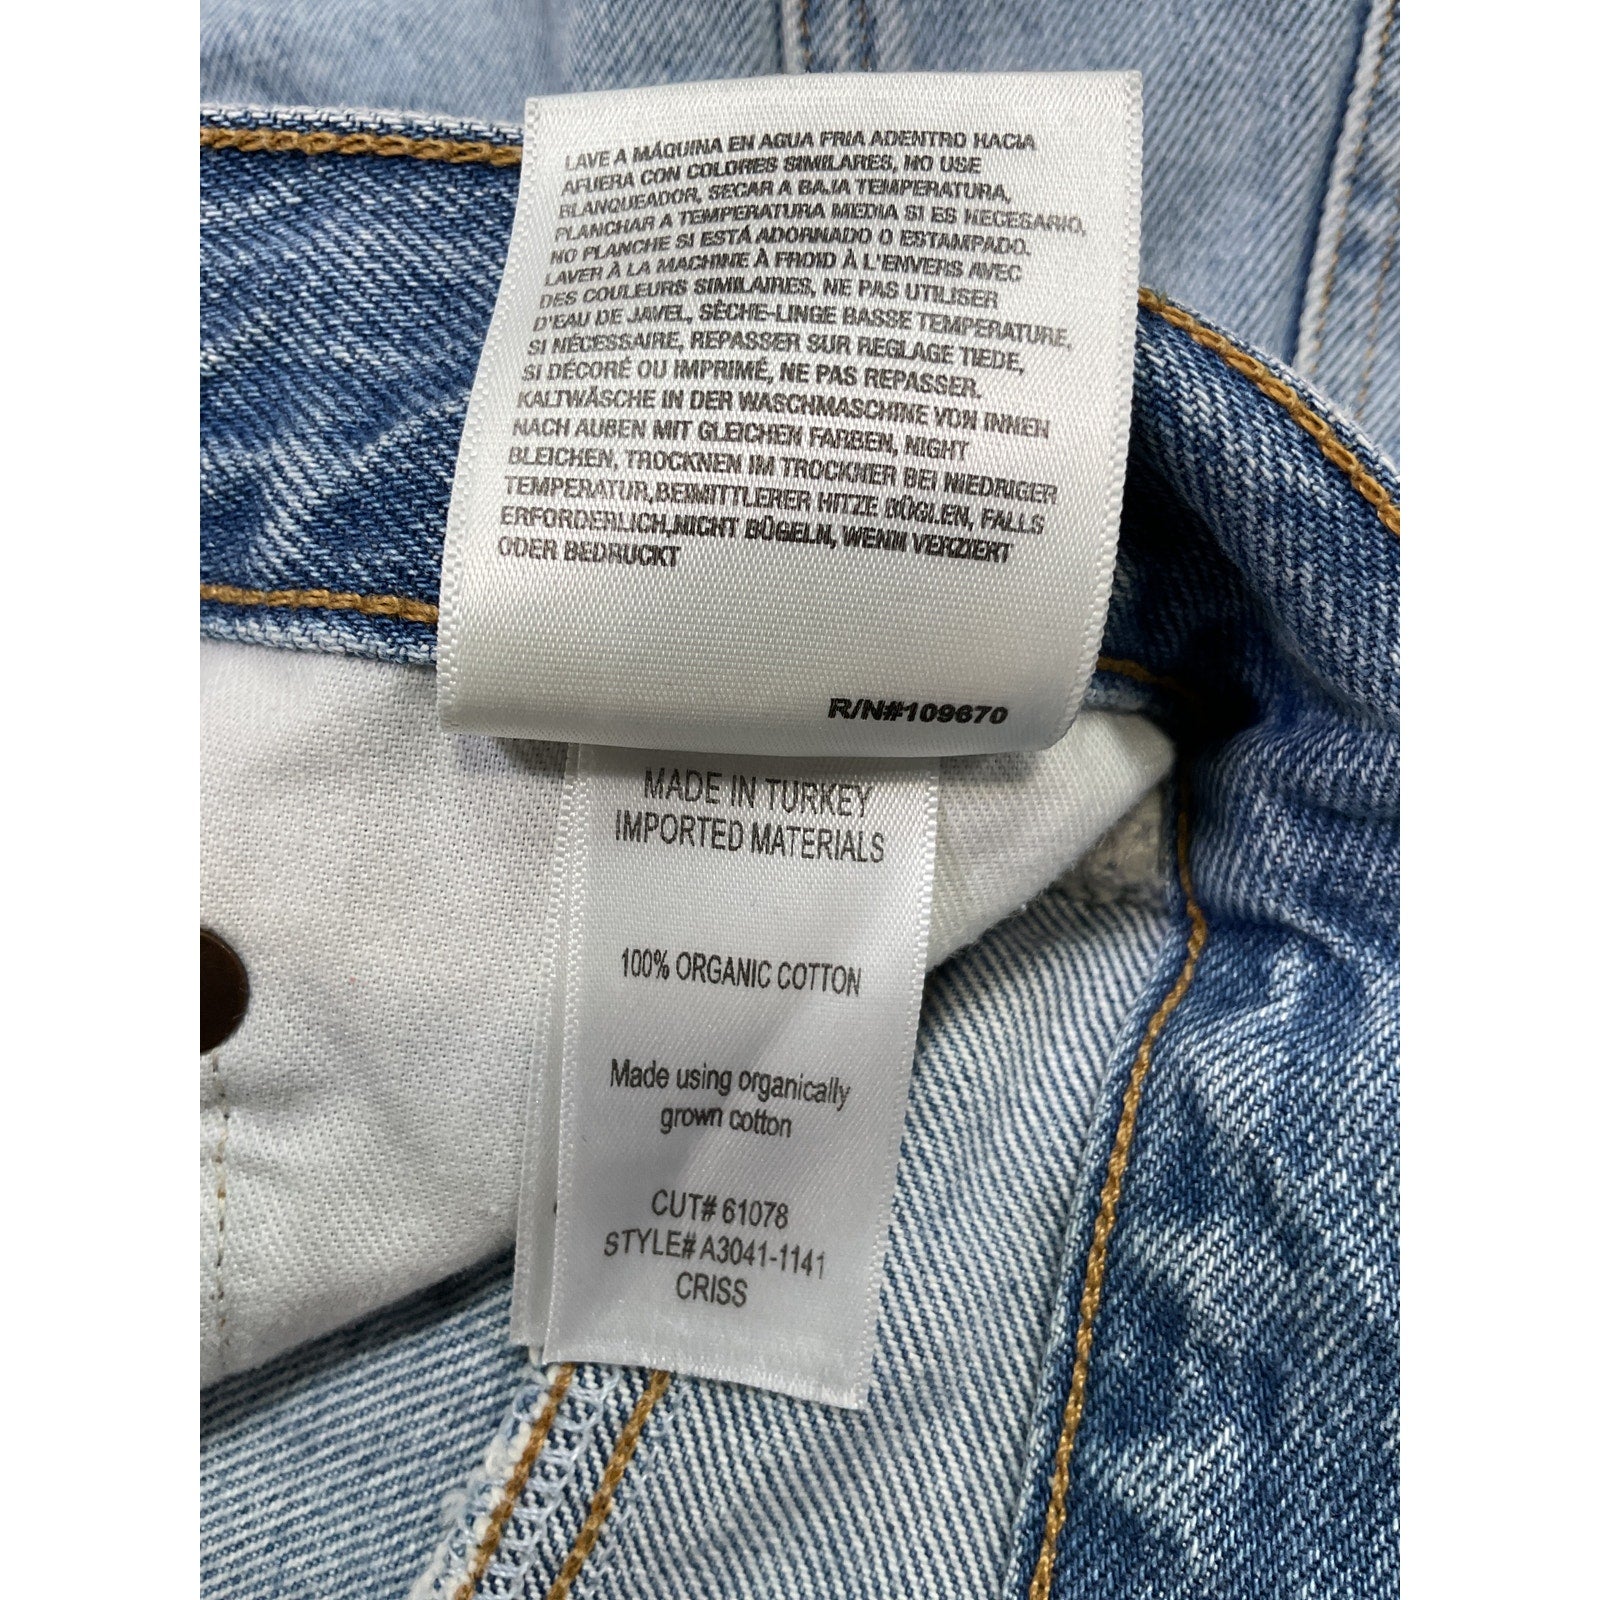 LAVE A MÁQUINA EN AGUA FRIA ADENTRO HACIA
AFUERA CON COLORES SIMILARES, NO USE
BLANQUEADOR, SECAR A BAJA TEMPERATURA,
PLANCHAR A TEMPERATURA MEDIA SI ES NECESARIO,
NO PLANCHE SI ESTÁ ADORNADO O ESTAMPADO.
LAVER À LA MACHINE À FROID À L'ENVERS AVEC
DES COULEURS SIMILAIRES, NE PAS UTILISER
D'EAU DE JAVEL, SÈCHE-LINGE BASSE TEMPERATURE,
SI NÉCESSAIRE, REPASSER SUR REGLAGE TIEDE,
SI DÉCORÉ OU IMPRIMÉ, NE PAS REPASSER.
KALTWÄSCHE IN DER WASCHMASCHINE VON INNEN
NACH AUBEN MIT GLEICHEN FARBEN, NIGHT
BLEICHEN, TROCKNEN IM TROCKNER BEI NIEDRIGER
TEMPERATUR,BEIMITTLERER HITZE BÜGLEN, FALLS
ERFORDERLICH,NICHT BÜGELN, WENN VERZIERT
ODER BEDRUCKT
R/N#109670
MADE IN TURKEY
IMPORTED MATERIALS
100% ORGANIC COTTON
Made using organically
grown cotton
CUT# 61078
STYLE# A3041-1141
CRISS